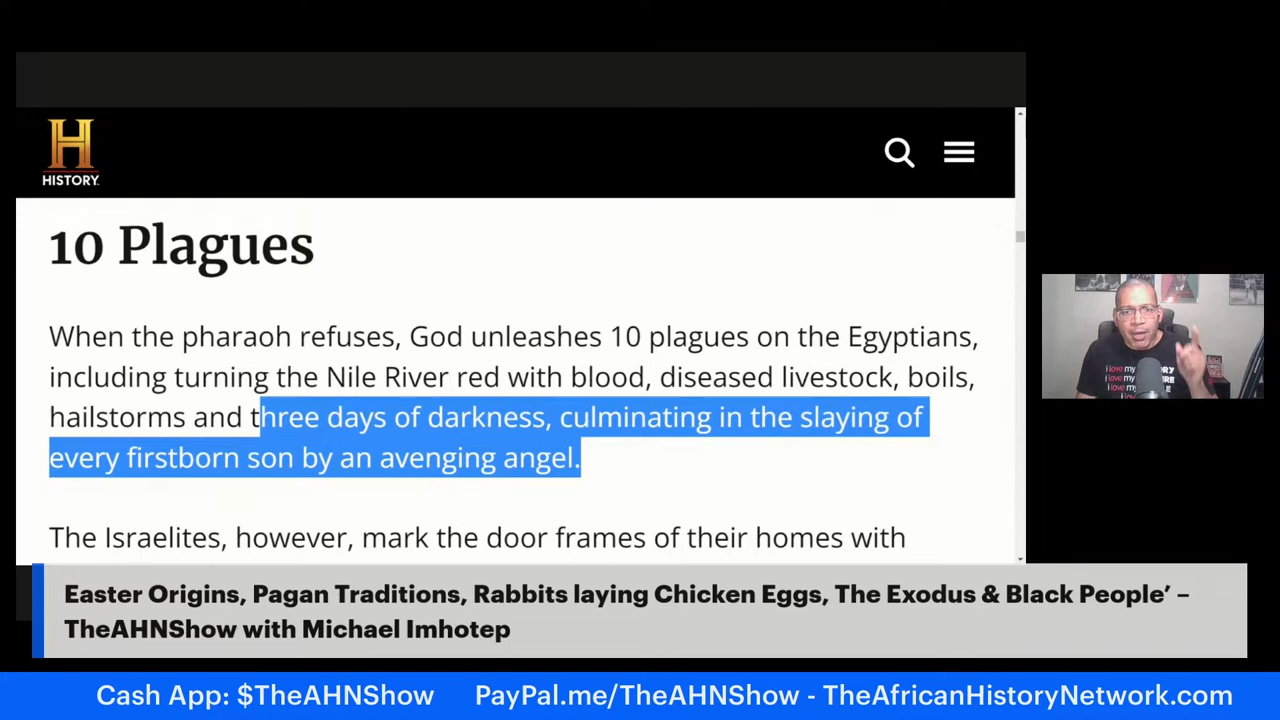 HISTORY
10 Plagues
When the pharaoh refuses, God unleashes 10 plagues on the Egyptians,
including turning the Nile River red with blood, diseased livestock, boils,
hailstorms and three days of darkness, culminating in the slaying of
every firstborn son by an avenging angel.
The Israelites, however, mark the door frames of their homes with
Easter Origins, Pagan Traditions, Rabbits laying Chicken Eggs, The Exodus & Black People’ –
TheAHNShow with Michael Imhotep
Cash App: $TheAHNShow PayPal.me/TheAHNShow - TheAfricanHistoryNetwork.com